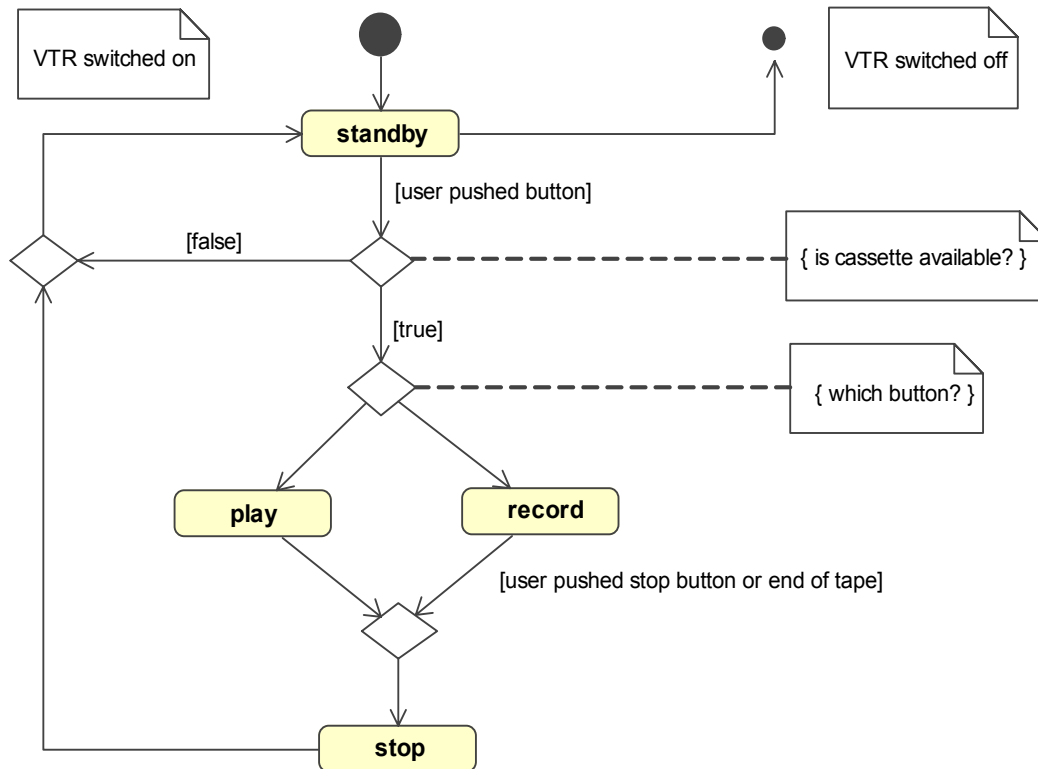 VTR switched on
VTR switched off
standby
[user pushed button]
[false]
{ is cassette available? }
[true]
{ which button? }
play
record
[user pushed stop button or end of tape]
stop